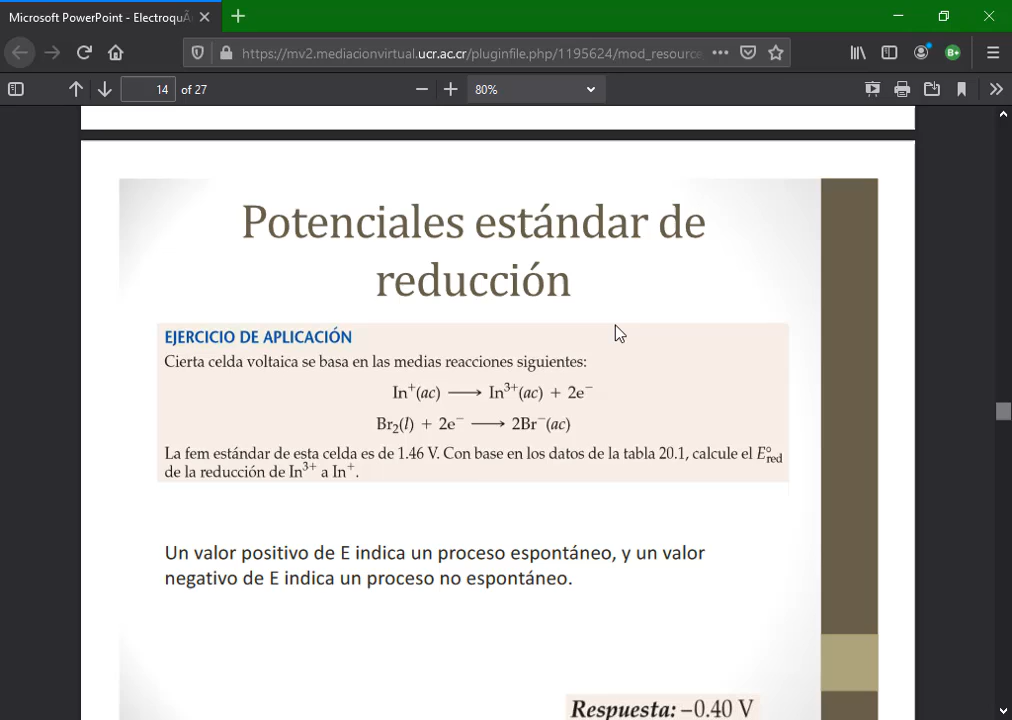 Microsoft PowerPoint - ElectroquÃ
https://mv2.mediacionvirtual.ucr.ac.cr/pluginfile.php/1195624/mod_resource
14 of 27
80%
Potenciales estándar de
reducción
EJERCICIO DE APLICACIÓN
Cierta celda voltaica se basa en las medias reacciones siguientes:
In⁺(ac) ⟶ In³⁺(ac) + 2e⁻
Br₂(l) + 2e⁻ ⟶ 2Br⁻(ac)
La fem estándar de esta celda es de 1.46 V. Con base en los datos de la tabla 20.1, calcule el E°red
de la reducción de In³⁺ a In⁺.
Un valor positivo de E indica un proceso espontáneo, y un valor
negativo de E indica un proceso no espontáneo.
Respuesta: −0.40 V